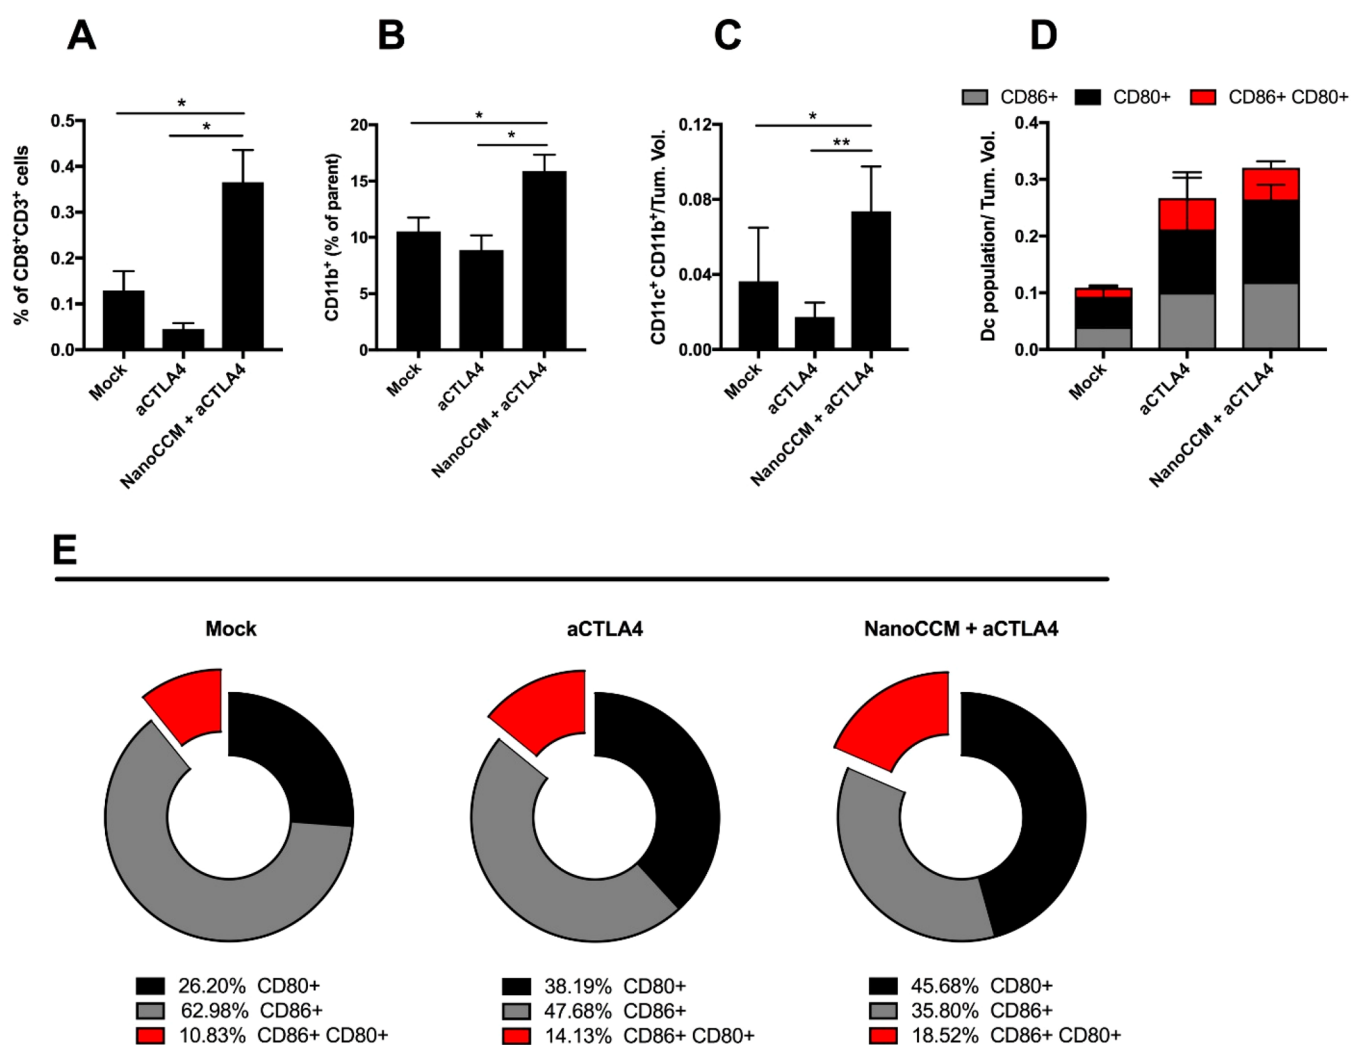 A
B
C
D
% of CD8⁺CD3⁺ cells
0.5
0.4
0.3
0.2
0.1
0.0
*
*
Mock
aCTLA4
NanoCCM + aCTLA4
CD11b⁺ (% of parent)
20
15
10
5
0
*
*
Mock
aCTLA4
NanoCCM + aCTLA4
CD11c⁺ CD11b⁺/Tum. Vol.
0.12
0.08
0.04
0.00
*
**
Mock
aCTLA4
NanoCCM + aCTLA4
CD86+ CD80+ CD86+ CD80+
Dc population/ Tum. Vol.
0.4
0.3
0.2
0.1
0.0
Mock
aCTLA4
NanoCCM + aCTLA4
E
Mock
26.20% CD80+
62.98% CD86+
10.83% CD86+ CD80+
aCTLA4
38.19% CD80+
47.68% CD86+
14.13% CD86+ CD80+
NanoCCM + aCTLA4
45.68% CD80+
35.80% CD86+
18.52% CD86+ CD80+